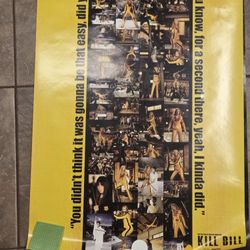 "You didn't think it was gonna be that easy, did y
u know, for a second there, yeah, I kinda did."
KILL BILL